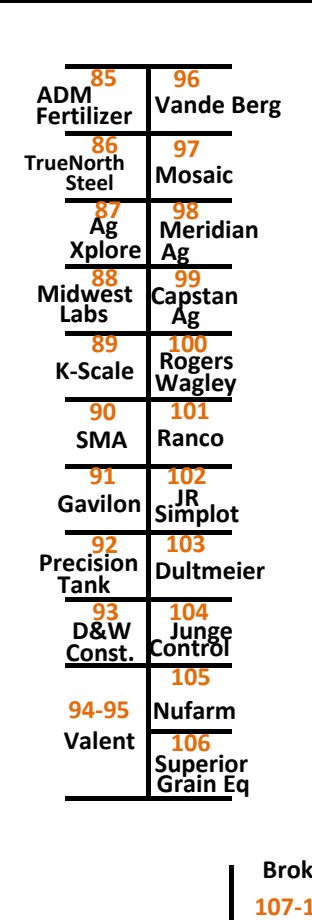 85
ADM
Fertilizer
96
Vande Berg
86
TrueNorth
Steel
97
Mosaic
87
Ag
Xplore
98
Meridian
Ag
88
Midwest
Labs
99
Capstan
Ag
89
K-Scale
100
Rogers
Wagley
90
SMA
101
Ranco
91
Gavilon
102
JR
Simplot
92
Precision
Tank
103
Dultmeier
93
D&W
Const.
104
Junge
Control
94-95
Valent
105
Nufarm
106
Superior
Grain Eq